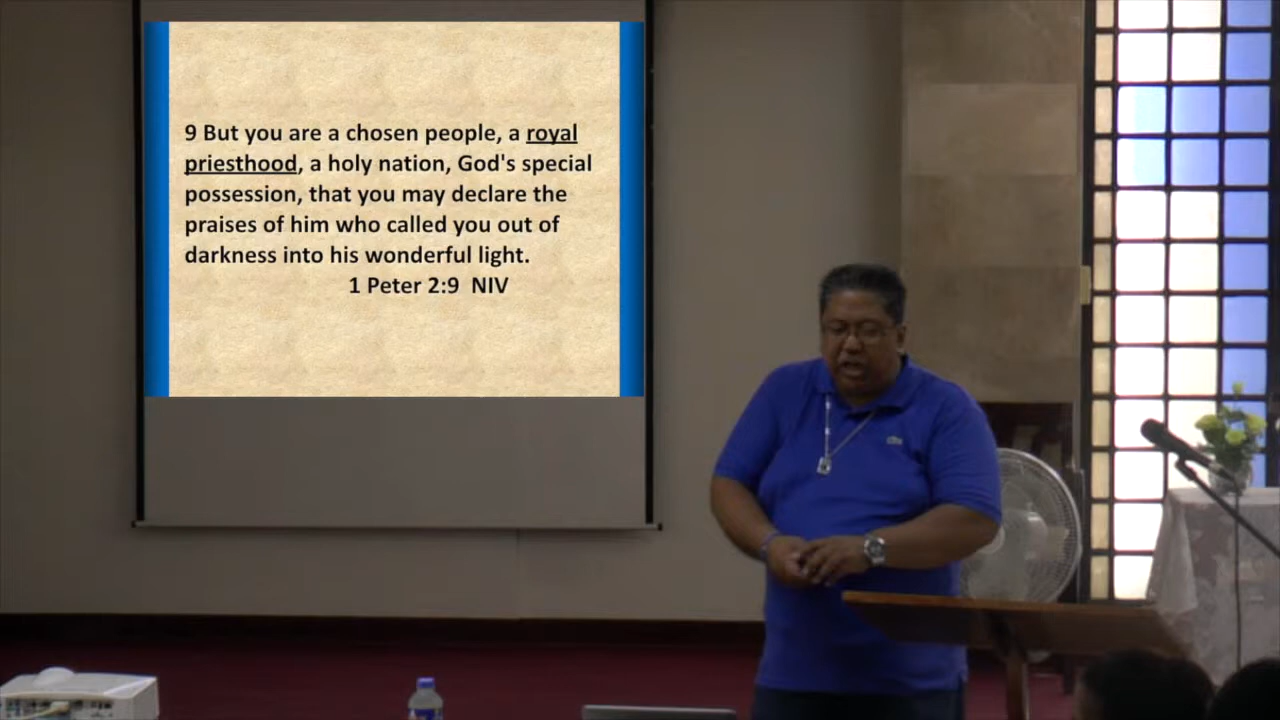 9 But you are a chosen people, a royal
priesthood, a holy nation, God's special
possession, that you may declare the
praises of him who called you out of
darkness into his wonderful light.
1 Peter 2:9 NIV